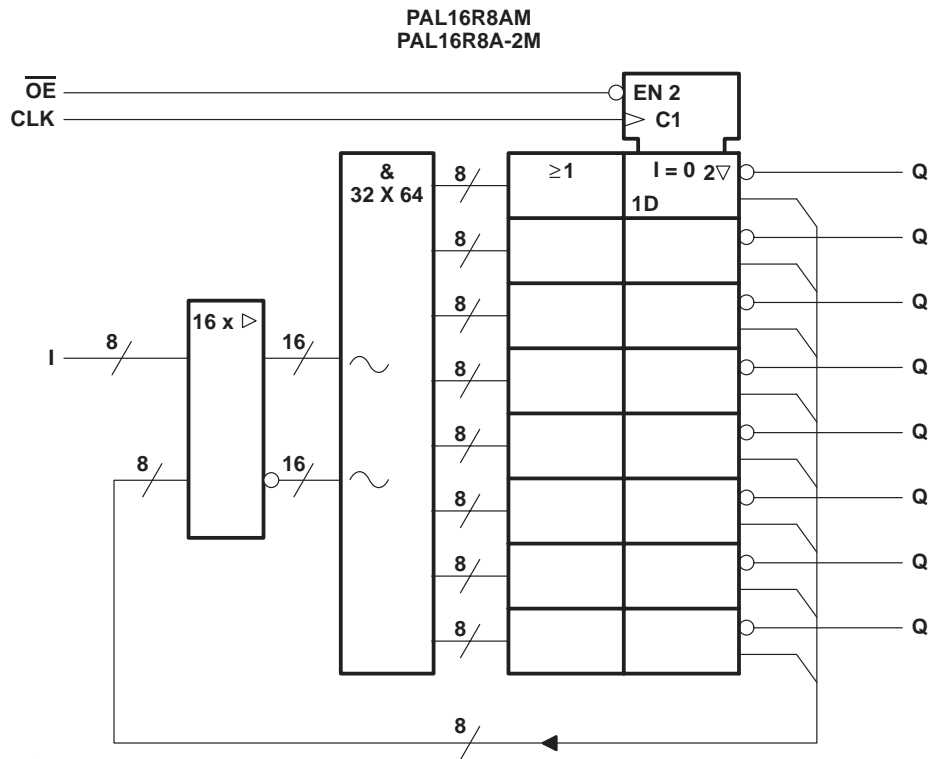 PAL16R8AM
PAL16R8A-2M
OE
EN 2
CLK
C1
&
32 X 64
8
≥1
I = 0 2▽
Q
1D
8
Q
8
Q
16 x ▷
I
8
16
8
Q
8
Q
8
16
8
Q
8
Q
8
Q
8